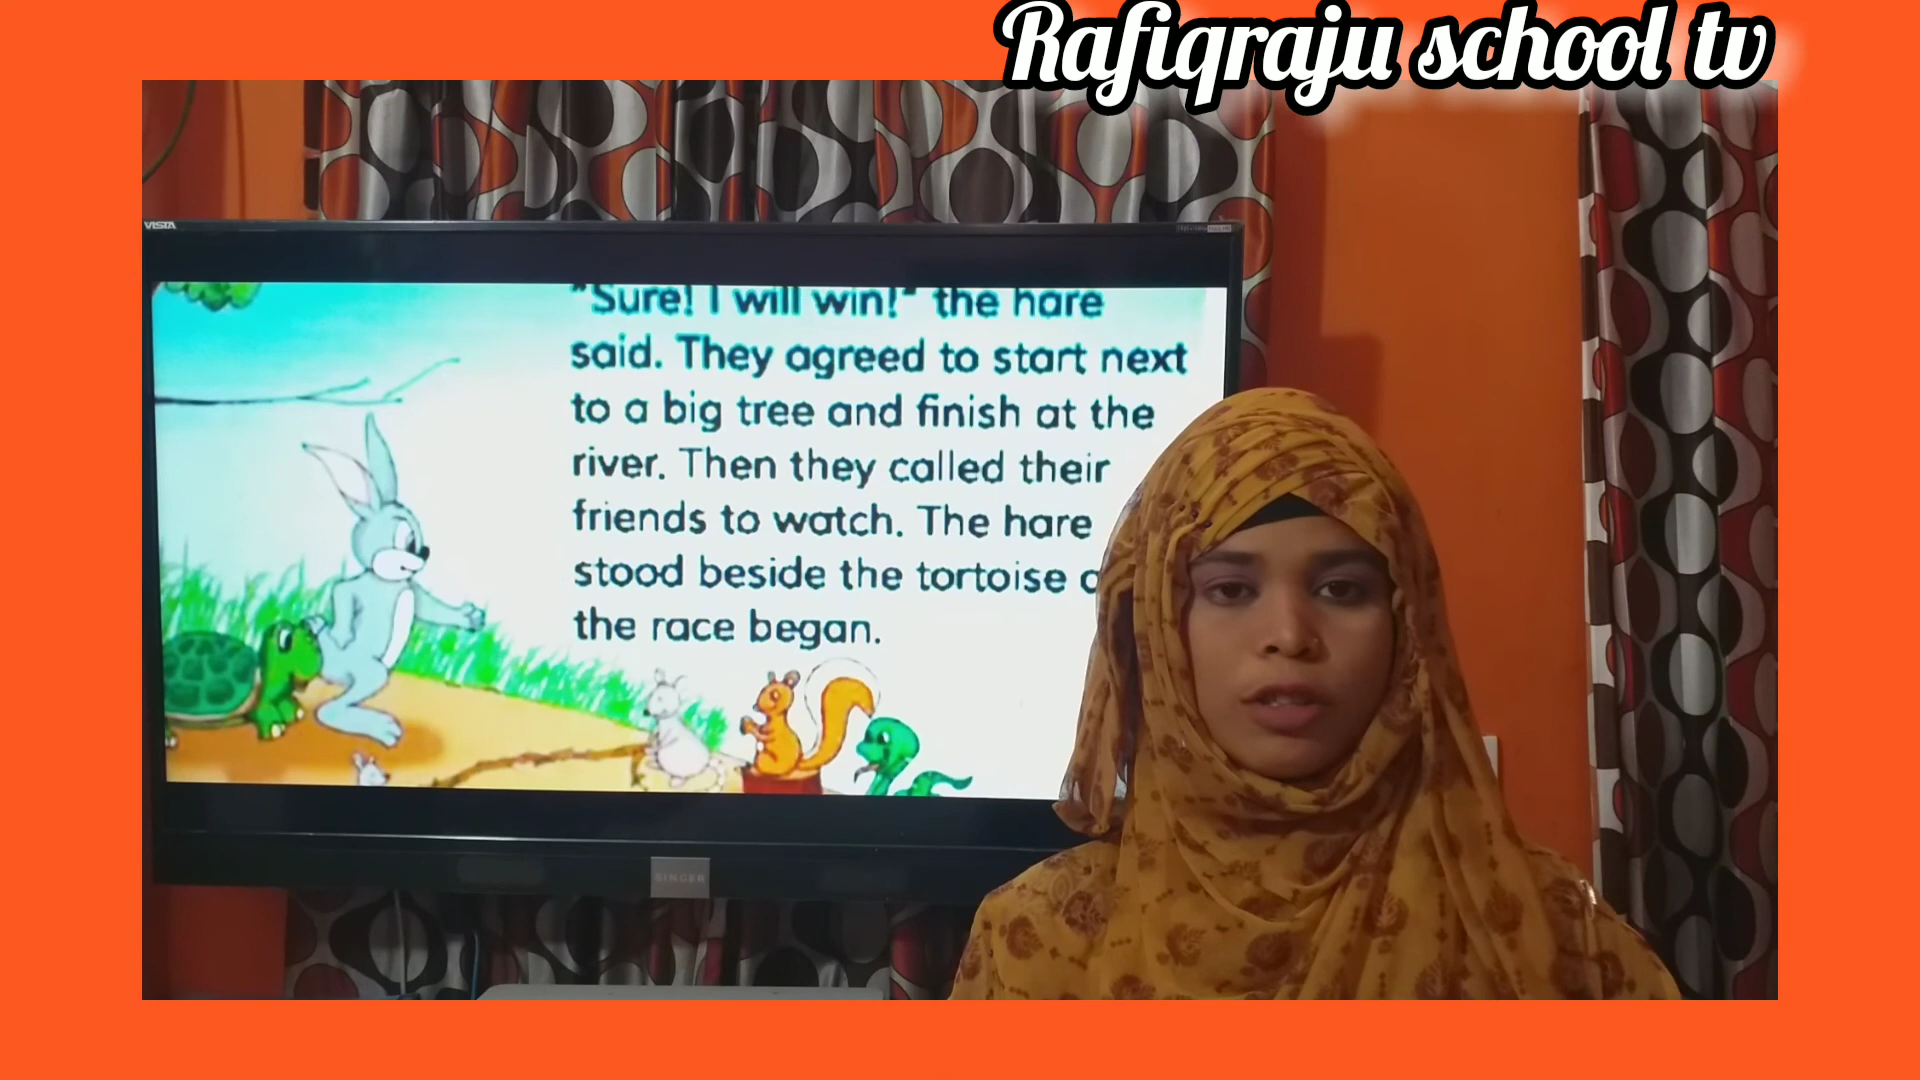 Rafiqraju school tv
VISTA
"Sure! I will win!" the hare
said. They agreed to start next
to a big tree and finish at the
river. Then they called their
friends to watch. The hare
stood beside the tortoise
the race began.
SINGER